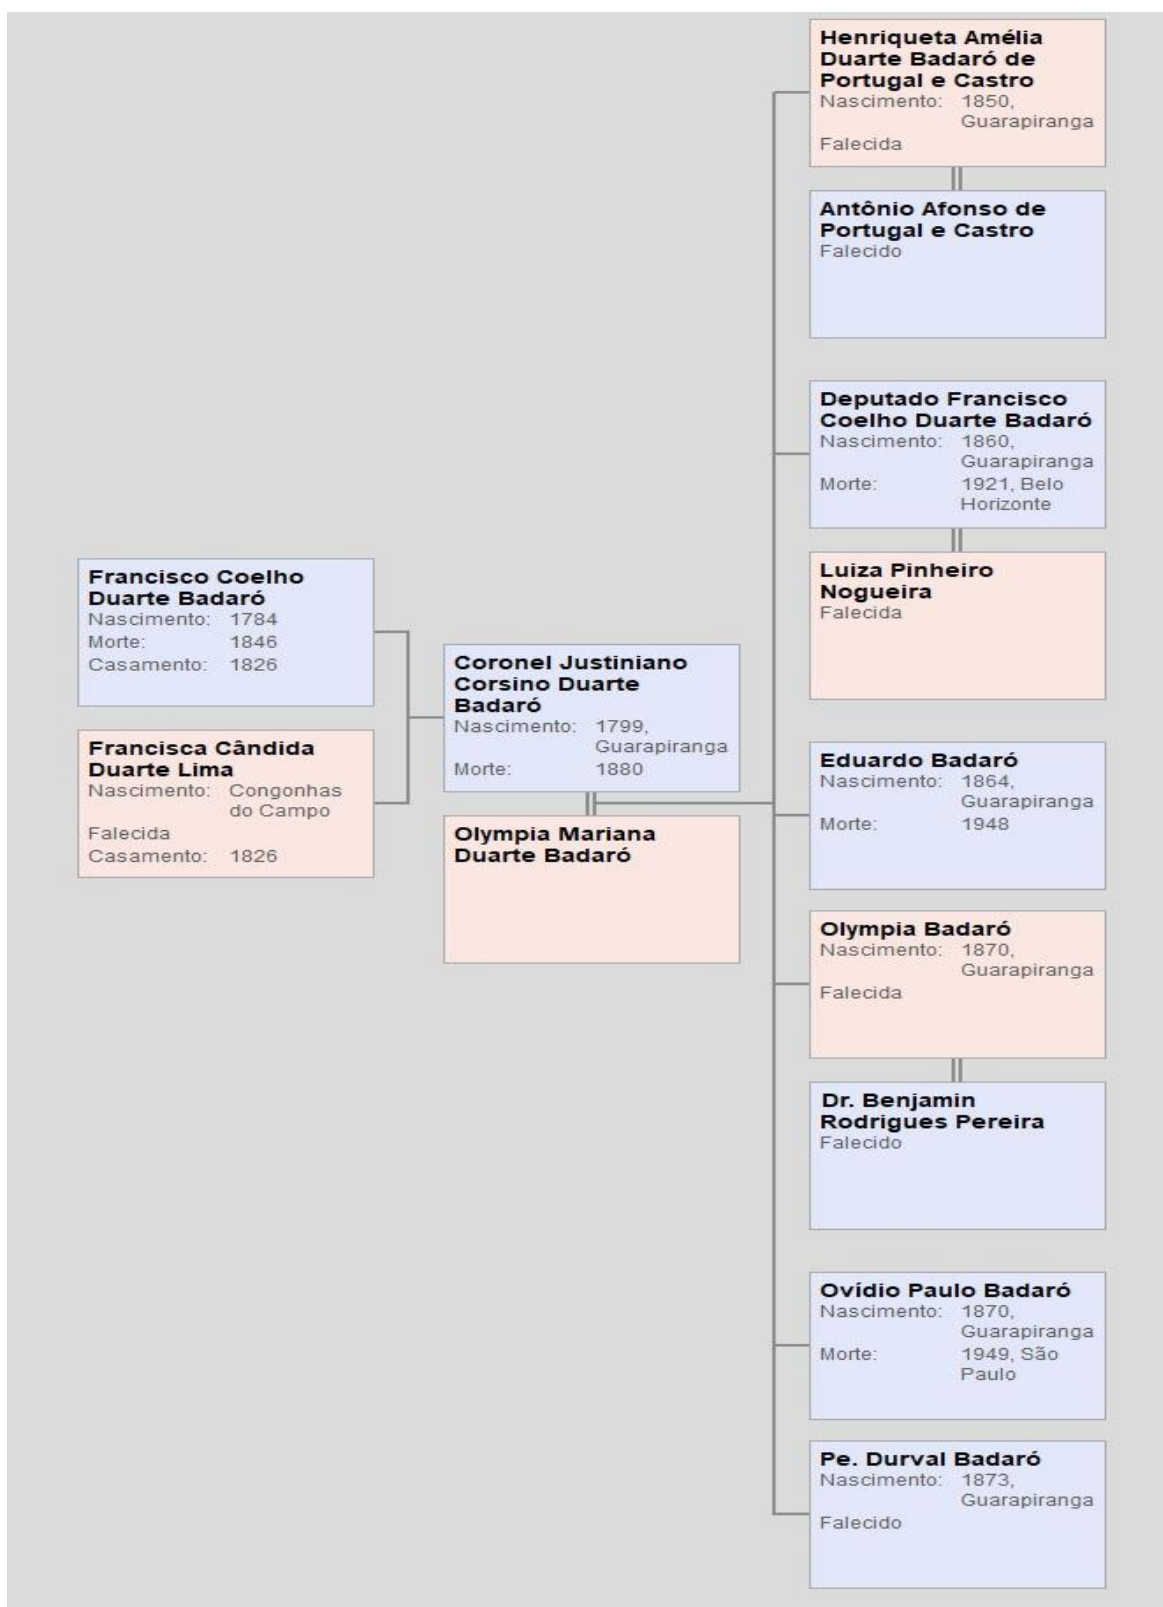 Francisco Coelho
Duarte Badaró
Nascimento: 1784
Morte: 1846
Casamento: 1826
Francisca Cândida
Duarte Lima
Nascimento: Congonhas
do Campo
Falecida
Casamento: 1826
Coronel Justiniano
Corsino Duarte
Badaró
Nascimento: 1799,
Guarapiranga
Morte: 1880
Olympia Mariana
Duarte Badaró
Henriqueta Amélia
Duarte Badaró de
Portugal e Castro
Nascimento: 1850,
Guarapiranga
Falecida
Antônio Afonso de
Portugal e Castro
Falecido
Deputado Francisco
Coelho Duarte Badaró
Nascimento: 1860,
Guarapiranga
Morte: 1921, Belo
Horizonte
Luiza Pinheiro
Nogueira
Falecida
Eduardo Badaró
Nascimento: 1864,
Guarapiranga
Morte: 1948
Olympia Badaró
Nascimento: 1870,
Guarapiranga
Falecida
Dr. Benjamin
Rodrigues Pereira
Falecido
Ovídio Paulo Badaró
Nascimento: 1870,
Guarapiranga
Morte: 1949, São
Paulo
Pe. Durval Badaró
Nascimento: 1873,
Guarapiranga
Falecido